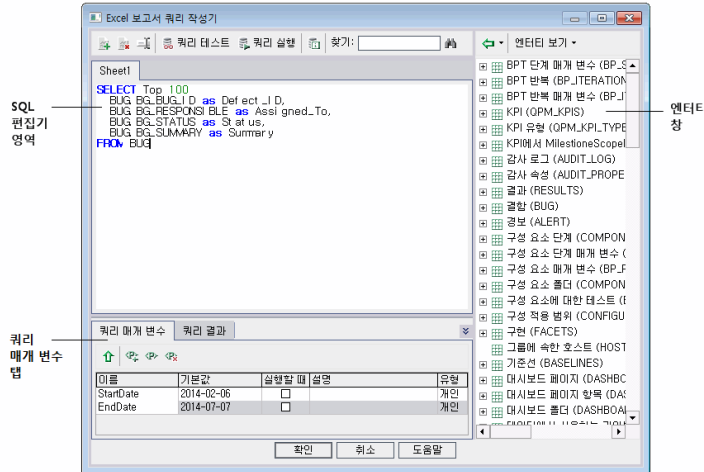 Excel 보고서 쿼리 작성기
쿼리 테스트 쿼리 실행 찾기: 엔터티 보기
Sheet1
SELECT Top 100
BUG.BG_BUG_ID as Defect_ID,
BUG.BG_RESPONSIBLE as Assigned_To,
BUG.BG_STATUS as Status,
BUG.BG_SUMMARY as Summary
FROM BUG
SQL
편집기
영역
엔터티
창
BPT 단계 매개 변수 (BP_S
BPT 반복 (BP_ITERATION
BPT 반복 매개 변수 (BP_I
KPI (QPM_KPIS)
KPI 유형 (QPM_KPI_TYPE
KPI에서 MilestioneScopeI
감사 로그 (AUDIT_LOG)
감사 속성 (AUDIT_PROPE
결과 (RESULTS)
결함 (BUG)
경보 (ALERT)
구성 요소 단계 (COMPON
구성 요소 단계 매개 변수 (
구성 요소 매개 변수 (BP_F
구성 요소 폴더 (COMPON
구성 요소에 대한 테스트 (E
구성 적용 범위 (CONFIGU
구현 (FACETS)
그룹에 속한 호스트 (HOST
기준선 (BASELINES)
대시보드 페이지 (DASHBC
대시보드 페이지 항목 (DAS
대시보드 폴더 (DASHBOA
쿼리
매개 변수
탭
쿼리 매개 변수 쿼리 결과
이름 기본값 실행할 때 설명 유형
StartDate 2014-02-06 개인
EndDate 2014-07-07 개인
확인 취소 도움말